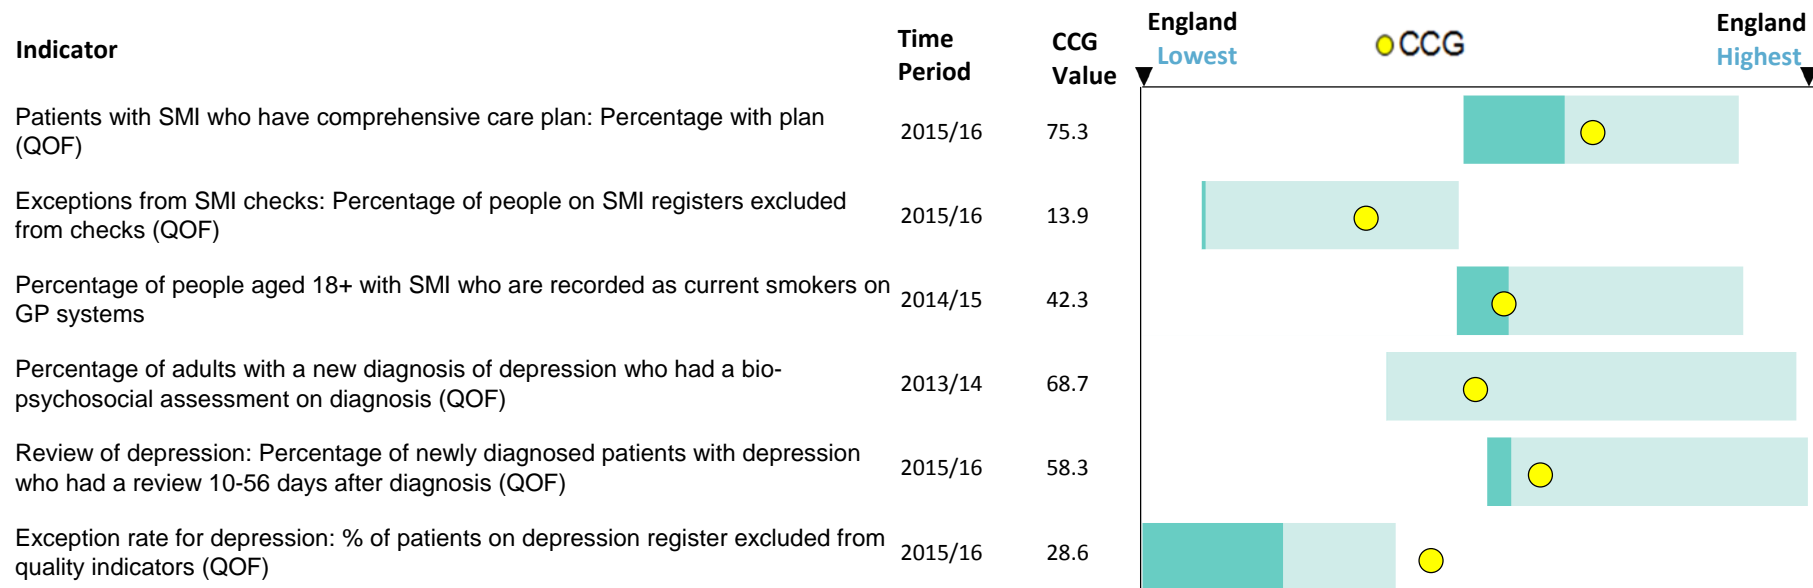 Indicator
Time
Period
CCG
Value
England
Lowest
CCG
England
Highest
Patients with SMI who have comprehensive care plan: Percentage with plan
(QOF)
2015/16
75.3
Exceptions from SMI checks: Percentage of people on SMI registers excluded
from checks (QOF)
2015/16
13.9
Percentage of people aged 18+ with SMI who are recorded as current smokers on
GP systems
2014/15
42.3
Percentage of adults with a new diagnosis of depression who had a bio-
psychosocial assessment on diagnosis (QOF)
2013/14
68.7
Review of depression: Percentage of newly diagnosed patients with depression
who had a review 10-56 days after diagnosis (QOF)
2015/16
58.3
Exception rate for depression: % of patients on depression register excluded from
quality indicators (QOF)
2015/16
28.6